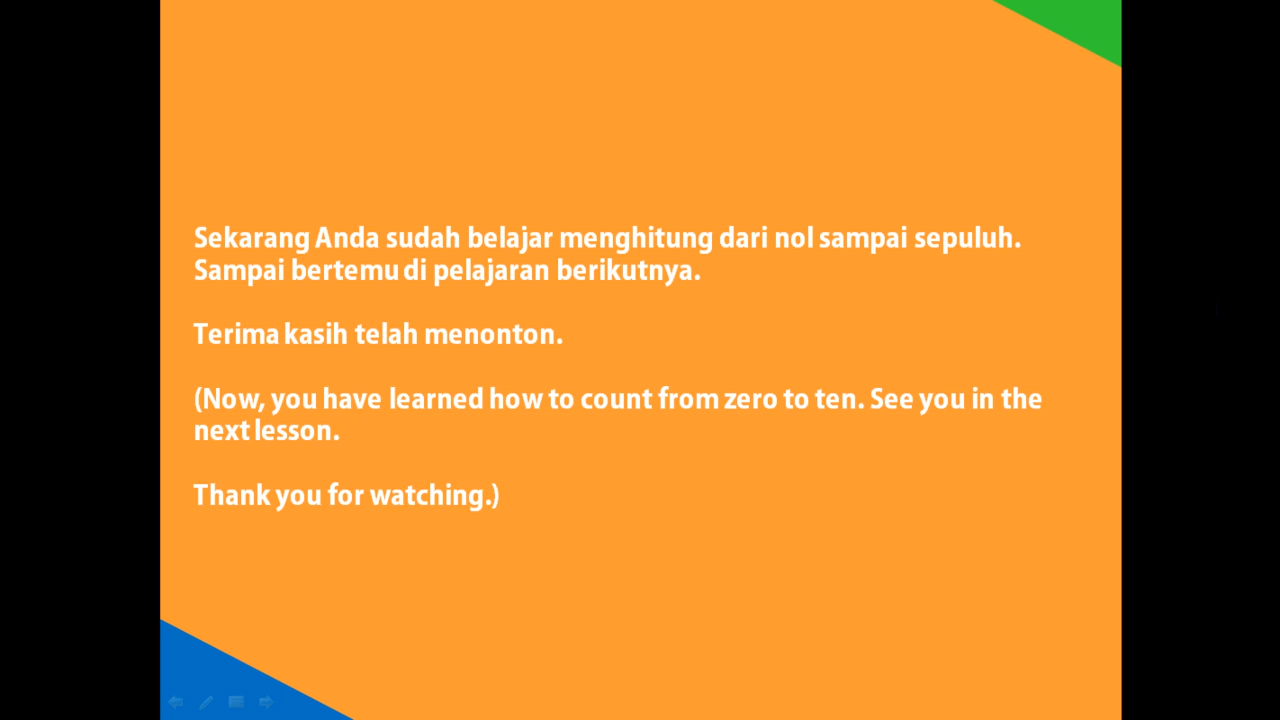 Sekarang Anda sudah belajar menghitung dari nol sampai sepuluh.
Sampai bertemu di pelajaran berikutnya.
Terima kasih telah menonton.
(Now, you have learned how to count from zero to ten. See you in the
next lesson.
Thank you for watching.)